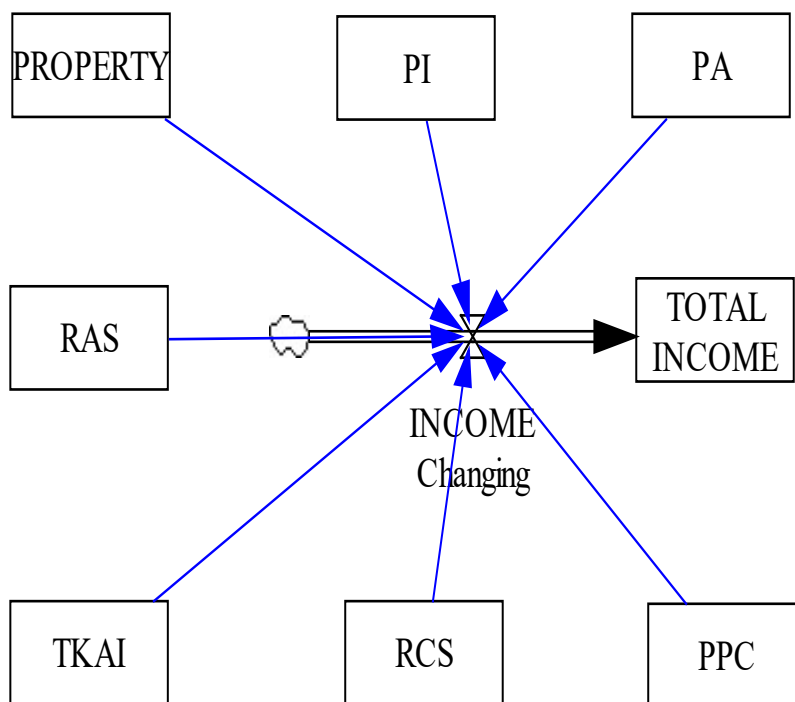 PROPERTY
PI
PA
RAS
TOTAL
INCOME
INCOME
Changing
TKAI
RCS
PPC